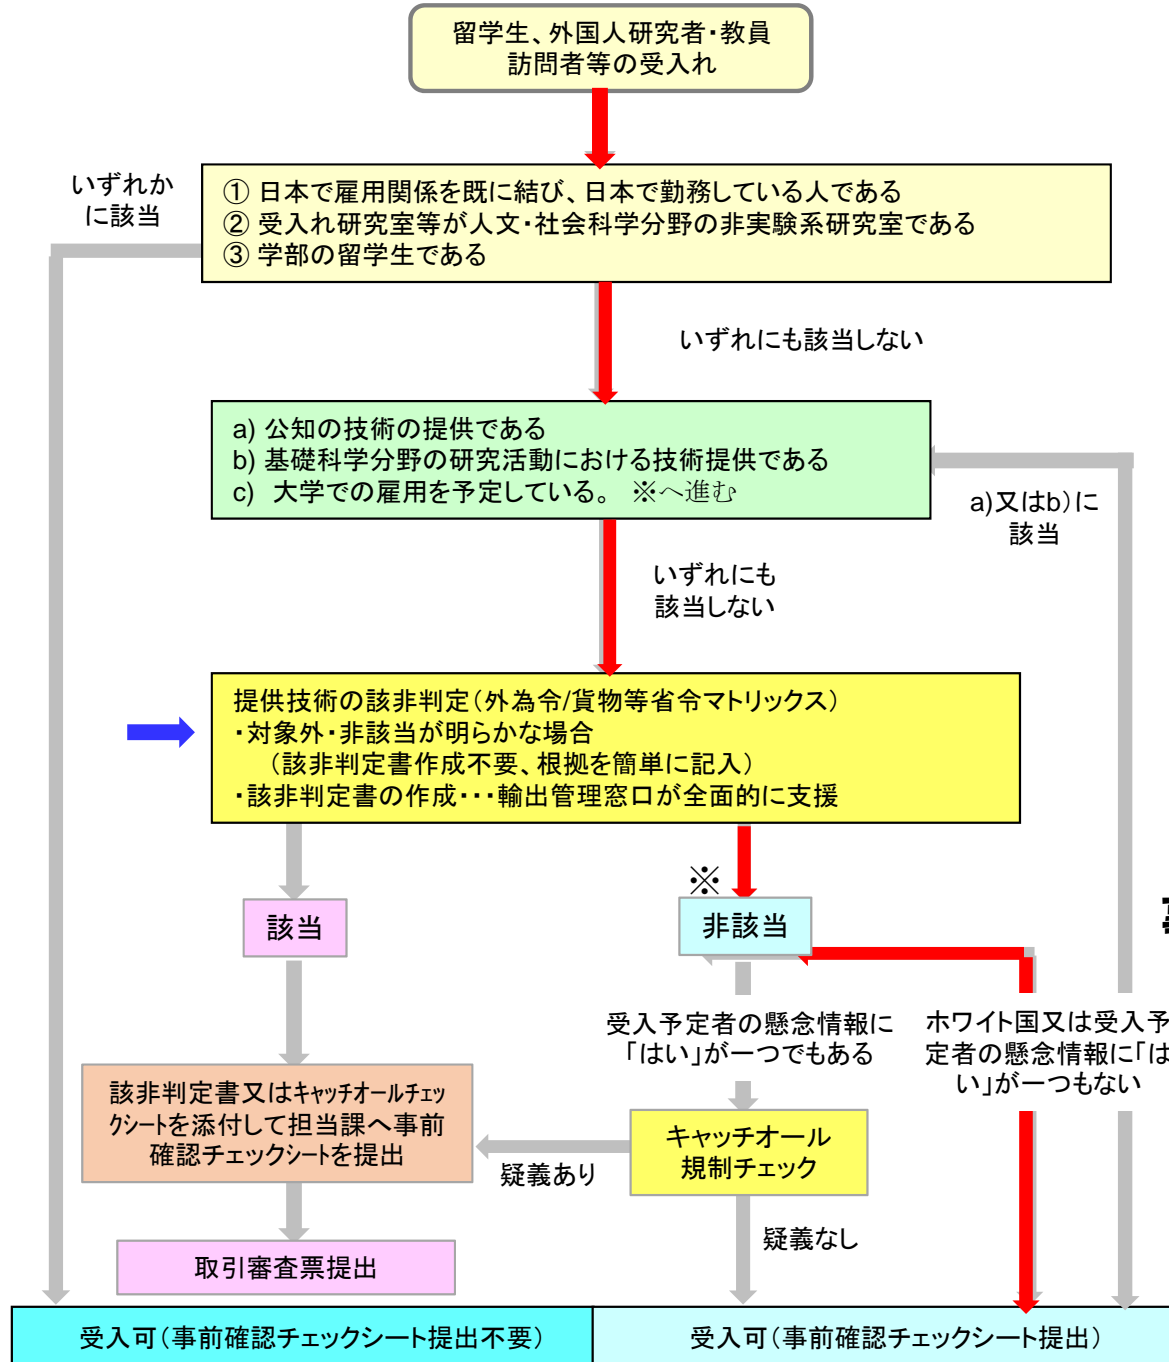 留学生、外国人研究者・教員
訪問者等の受入れ
いずれか
に該当
① 日本で雇用関係を既に結び、日本で勤務している人である
② 受入れ研究室等が人文・社会科学分野の非実験系研究室である
③ 学部の留学生である
いずれにも該当しない
a) 公知の技術の提供である
b) 基礎科学分野の研究活動における技術提供である
c) 大学での雇用を予定している。 ※へ進む
a)又はb)に
該当
いずれにも
該当しない
提供技術の該非判定（外為令/貨物等省令マトリックス）
・対象外・非該当が明らかな場合
（該非判定書作成不要、根拠を簡単に記入）
・該非判定書の作成・・・輸出管理窓口が全面的に支援
※
該当
非該当
受入予定者の懸念情報に
「はい」が一つでもある
ホワイト国又は受入予
定者の懸念情報に「は
い」が一つもない
該非判定書又はキャッチオールチェッ
クシートを添付して担当課へ事前
確認チェックシートを提出
疑義あり
キャッチオール
規制チェック
疑義なし
取引審査票提出
受入可（事前確認チェックシート提出不要）
受入可（事前確認チェックシート提出）